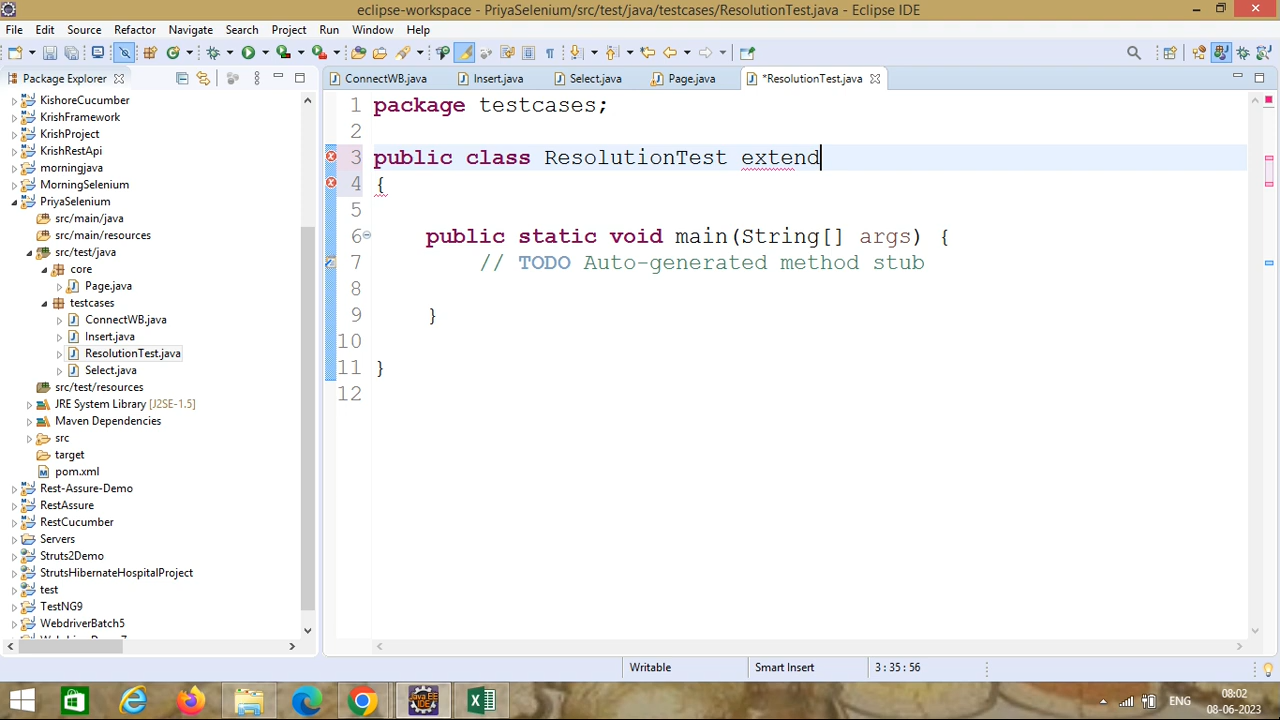 eclipse-workspace - PriyaSelenium/src/test/java/testcases/ResolutionTest.java - Eclipse IDE
File Edit Source Refactor Navigate Search Project Run Window Help
Package Explorer
ConnectWB.java Insert.java Select.java Page.java *ResolutionTest.java
KishoreCucumber
KrishFramework
KrishProject
KrishRestApi
morningjava
MorningSelenium
PriyaSelenium
src/main/java
src/main/resources
src/test/java
core
Page.java
testcases
ConnectWB.java
Insert.java
ResolutionTest.java
Select.java
src/test/resources
JRE System Library [J2SE-1.5]
Maven Dependencies
src
target
pom.xml
Rest-Assure-Demo
RestAssure
RestCucumber
Servers
Struts2Demo
StrutsHibernateHospitalProject
test
TestNG9
WebdriverBatch5
1 package testcases;
2
3 public class ResolutionTest extend
4 {
5
6 public static void main(String[] args) {
7 // TODO Auto-generated method stub
8
9 }
10
11 }
12
Writable Smart Insert 3 : 35 : 56
ENG 08:02
08-06-2023